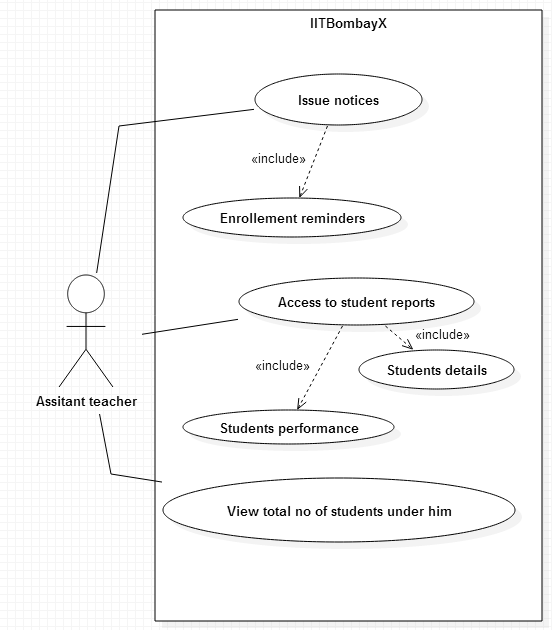 IITBombayX
Issue notices
«include»
Enrollement reminders
Access to student reports
«include»
«include»
Students details
Assitant teacher
Students performance
View total no of students under him